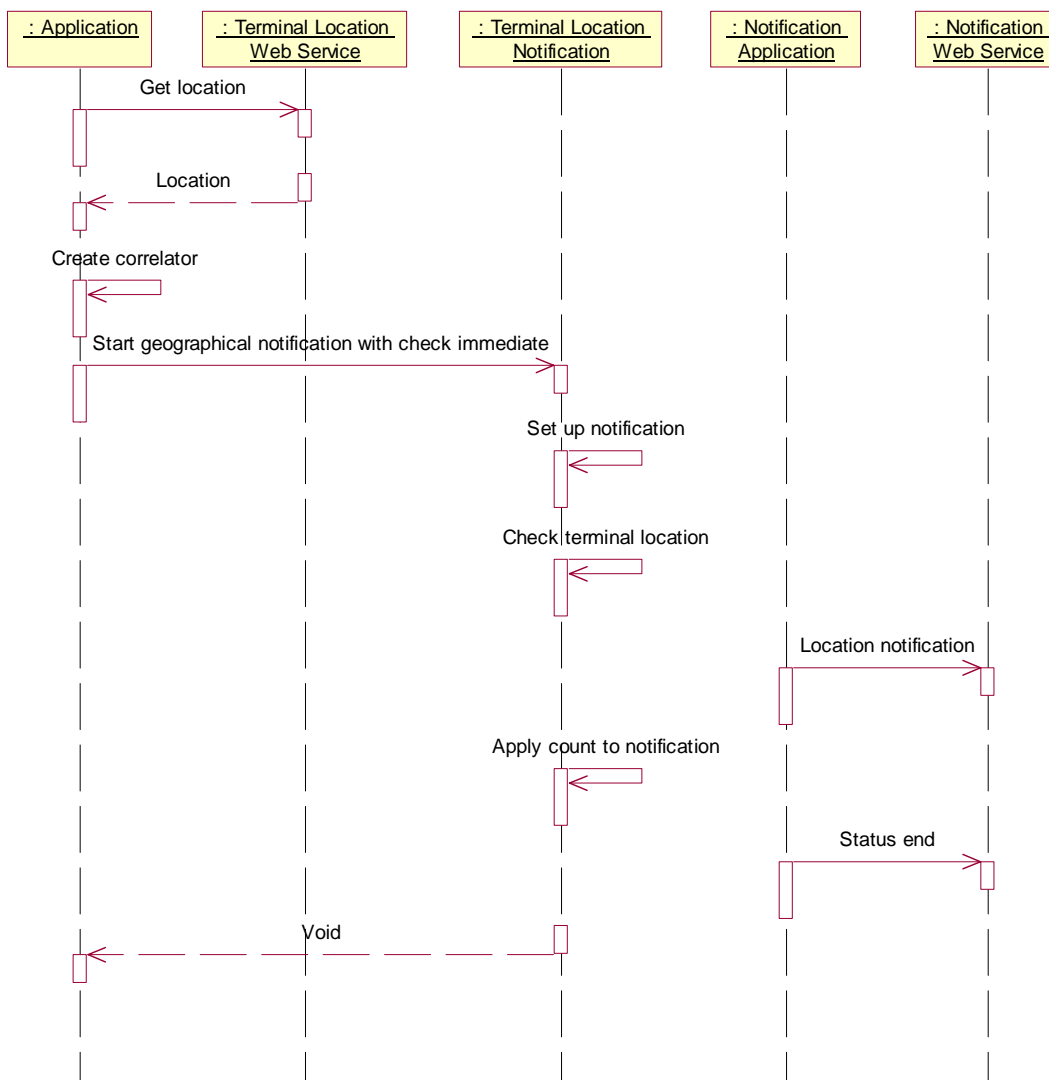 : Application
: Terminal Location
Web Service
: Terminal Location
Notification
: Notification
Application
: Notification
Web Service
Get location
Location
Create correlator
Start geographical notification with check immediate
Set up notification
Check terminal location
Location notification
Apply count to notification
Status end
Void